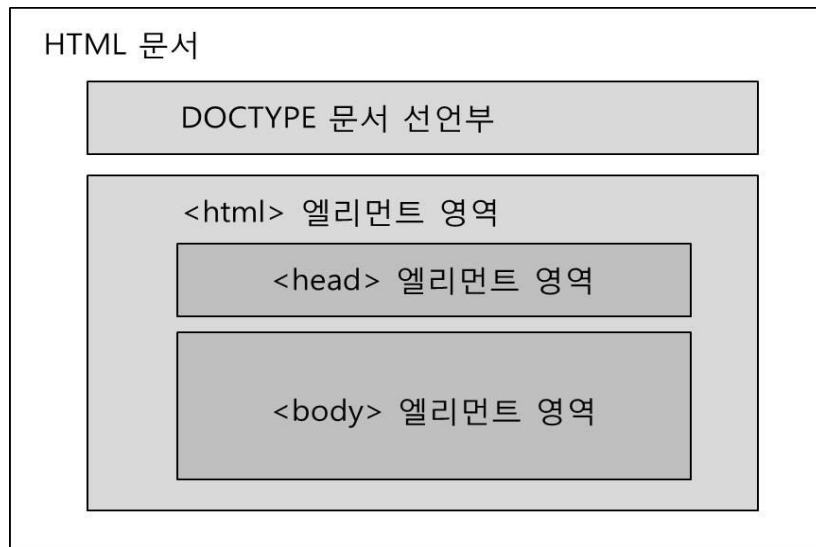 HTML 문서
DOCTYPE 문서 선언부
<html> 엘리먼트 영역
<head> 엘리먼트 영역
<body> 엘리먼트 영역